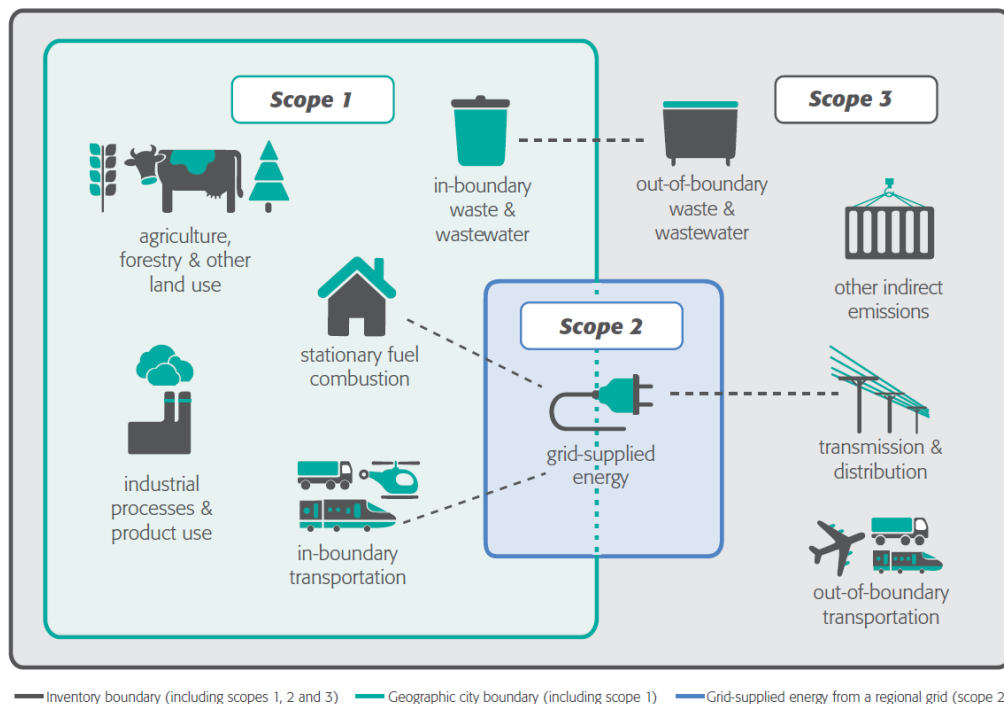 Scope 1
Scope 3
agriculture,
forestry & other
land use
in-boundary
waste &
wastewater
out-of-boundary
waste &
wastewater
other indirect
emissions
stationary fuel
combustion
Scope 2
grid-supplied
energy
transmission &
distribution
industrial
processes &
product use
in-boundary
transportation
out-of-boundary
transportation
Inventory boundary (including scopes 1, 2 and 3)
Geographic city boundary (including scope 1)
Grid-supplied energy from a regional grid (scope 2